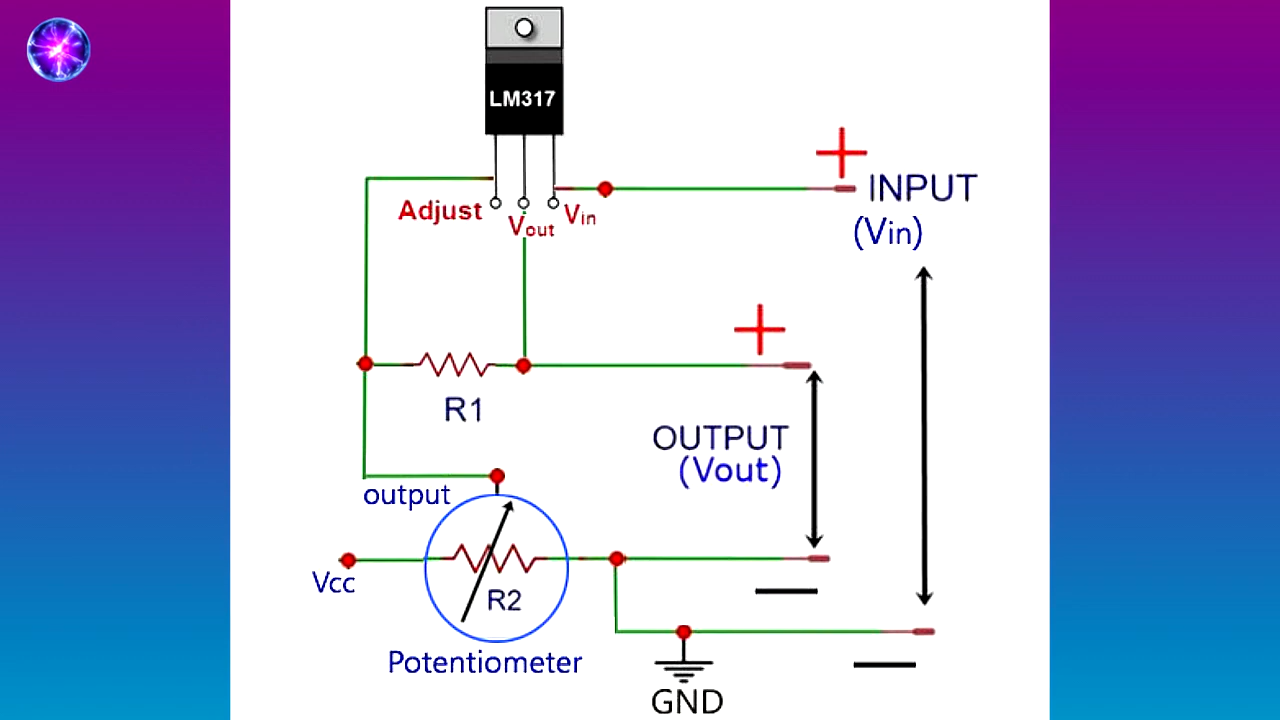 LM317
Adjust
Vout
Vin
INPUT
(Vin)
R1
OUTPUT
(Vout)
output
Vcc
R2
Potentiometer
GND